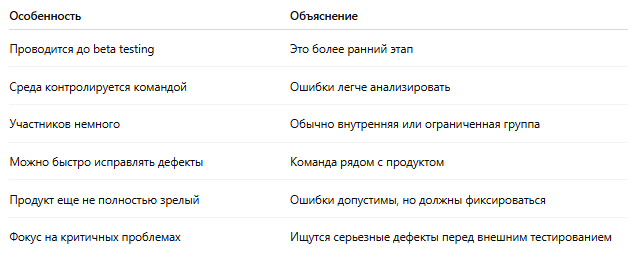 Особенность Объяснение
Проводится до beta testing Это более ранний этап
Среда контролируется командой Ошибки легче анализировать
Участников немного Обычно внутренняя или ограниченная группа
Можно быстро исправлять дефекты Команда рядом с продуктом
Продукт еще не полностью зрелый Ошибки допустимы, но должны фиксироваться
Фокус на критичных проблемах Ищутся серьезные дефекты перед внешним тестированием